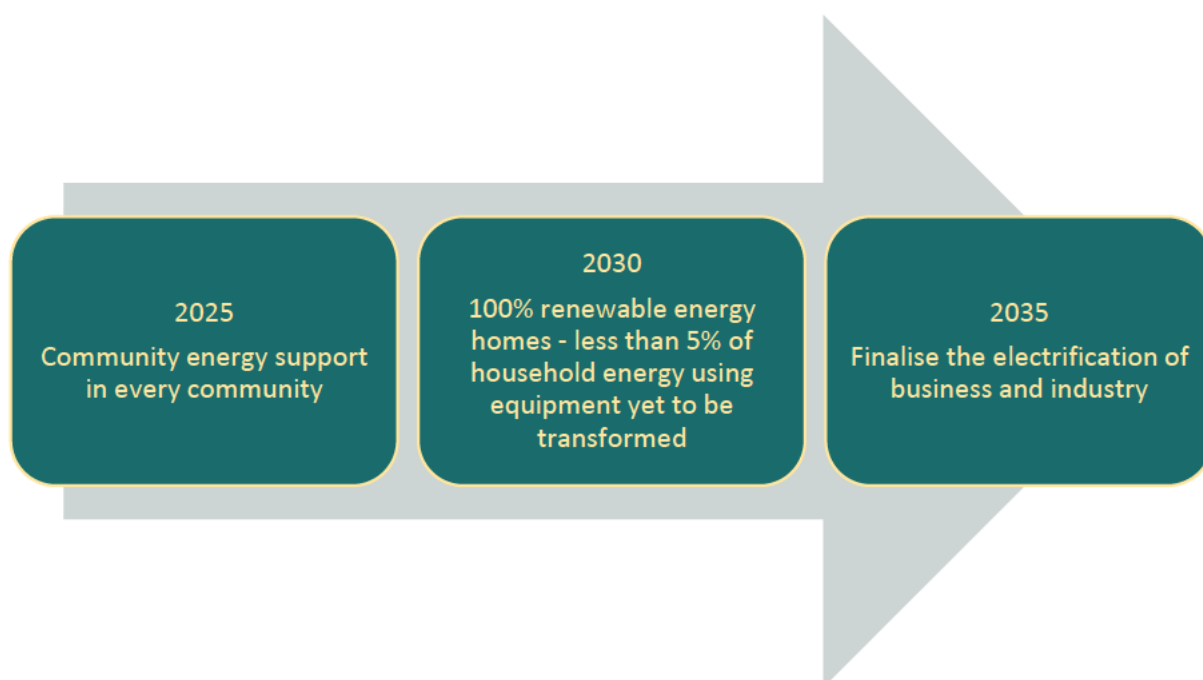 2025
Community energy support
in every community
2030
100% renewable energy
homes - less than 5% of
household energy using
equipment yet to be
transformed
2035
Finalise the electrification of
business and industry